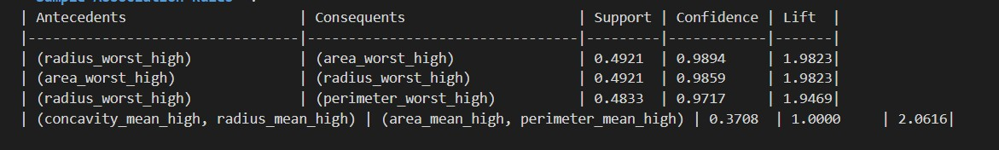 | Antecedents                   | Consequents                   | Support | Confidence | Lift  |
|-------------------------------|-------------------------------|---------|------------|-------|
| (radius_worst_high)           | (area_worst_high)             | 0.4921  | 0.9894     | 1.9823|
| (area_worst_high)             | (radius_worst_high)           | 0.4921  | 0.9859     | 1.9823|
| (radius_worst_high)           | (perimeter_worst_high)        | 0.4833  | 0.9717     | 1.9469|
| (concavity_mean_high, radius_mean_high) | (area_mean_high, perimeter_mean_high) | 0.3708  | 1.0000     | 2.0616|